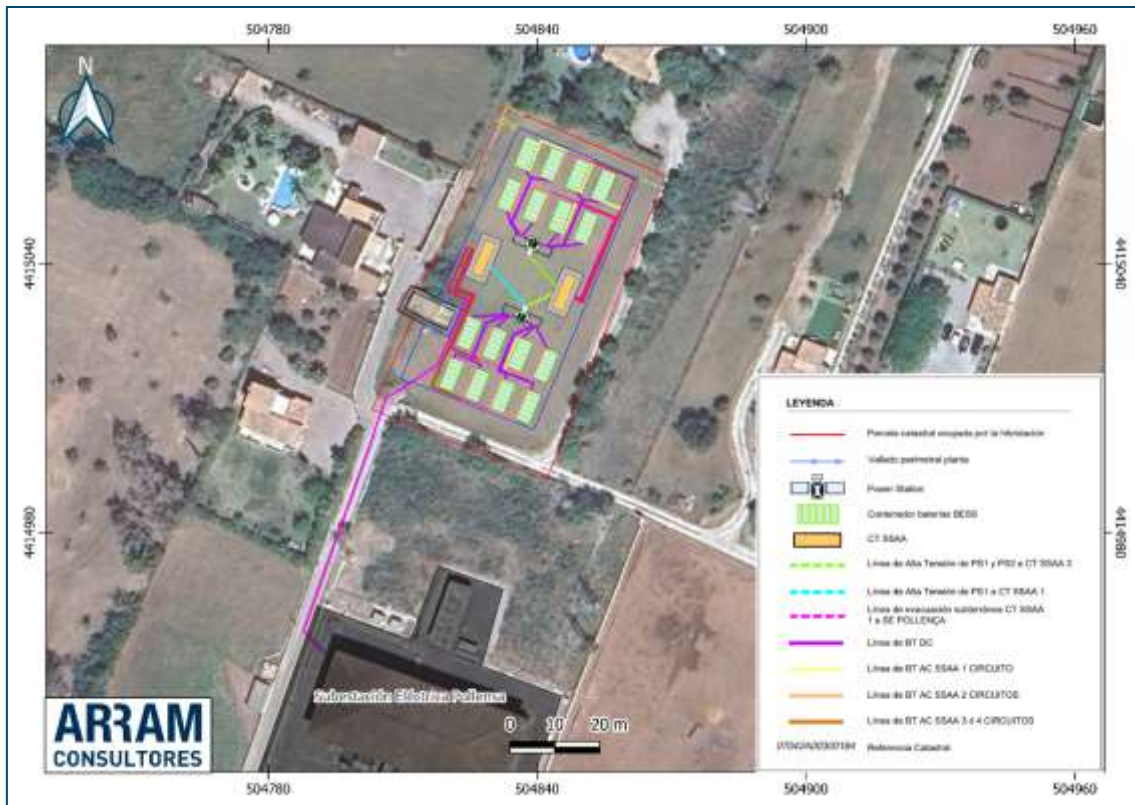 504780 504840 504900 504960
N
4415040 4415040
4414980 4414980
LEYENDA
Parcela catastral ocupada por la hibridación
Vallado perimetral planta
Power Station
Contenedor baterías BESS
CT SSAA
Línea de Alta Tensión de PS1 y PS2 a CT SSAA 2
Línea de Alta Tensión de PS1 a CT SSAA 1
Línea de evacuación subterránea CT SSAA
1 a SE POLLENÇA
Línea de BT DC
Línea de BT AC SSAA 1 CIRCUITO
Línea de BT AC SSAA 2 CIRCUITOS
Línea de BT AC SSAA 3 ó 4 CIRCUITOS
Referencia Catastral
Subestación Eléctrica Pollensa
0 10 20 m
ARRAM
CONSULTORES
504780 504840 504900 504960